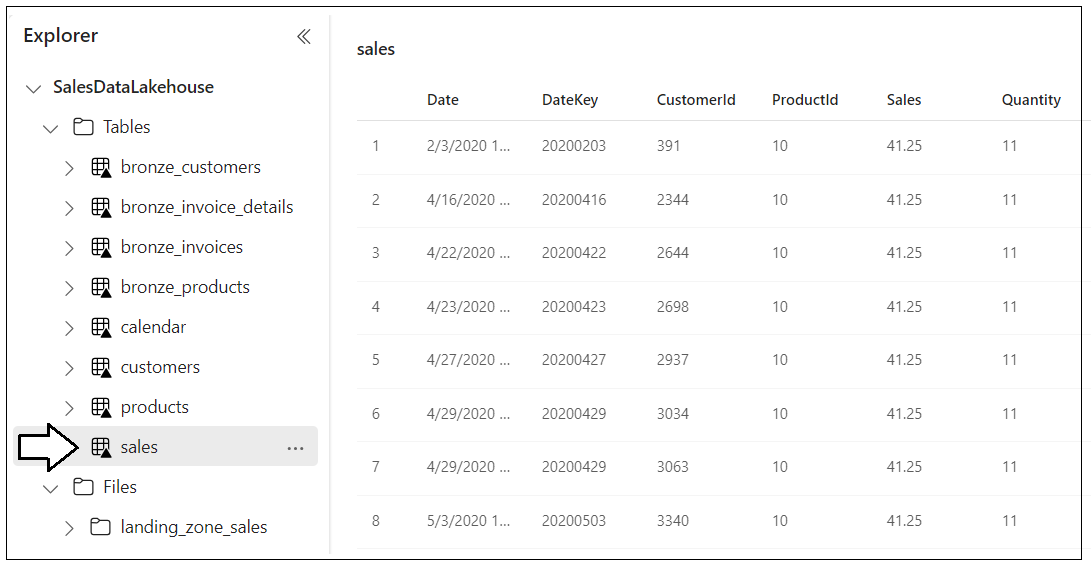 Explorer
SalesDataLakehouse
Tables
bronze_customers
bronze_invoice_details
bronze_invoices
bronze_products
calendar
customers
products
sales
Files
landing_zone_sales
sales
Date DateKey CustomerId ProductId Sales Quantity
1 2/3/2020 1... 20200203 391 10 41.25 11
2 4/16/2020 ... 20200416 2344 10 41.25 11
3 4/22/2020 ... 20200422 2644 10 41.25 11
4 4/23/2020 ... 20200423 2698 10 41.25 11
5 4/27/2020 ... 20200427 2937 10 41.25 11
6 4/29/2020 ... 20200429 3034 10 41.25 11
7 4/29/2020 ... 20200429 3063 10 41.25 11
8 5/3/2020 1... 20200503 3340 10 41.25 11